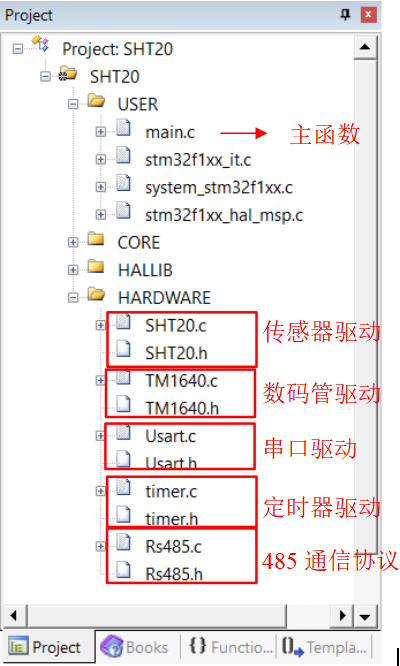 Project
Project: SHT20
SHT20
USER
main.c 主函数
stm32f1xx_it.c
system_stm32f1xx.c
stm32f1xx_hal_msp.c
CORE
HALLIB
HARDWARE
SHT20.c
传感器驱动
SHT20.h
TM1640.c
数码管驱动
TM1640.h
Usart.c
串口驱动
Usart.h
timer.c
定时器驱动
timer.h
Rs485.c
485 通信协议
Rs485.h
Project Books {} Functio... 0 Templa...